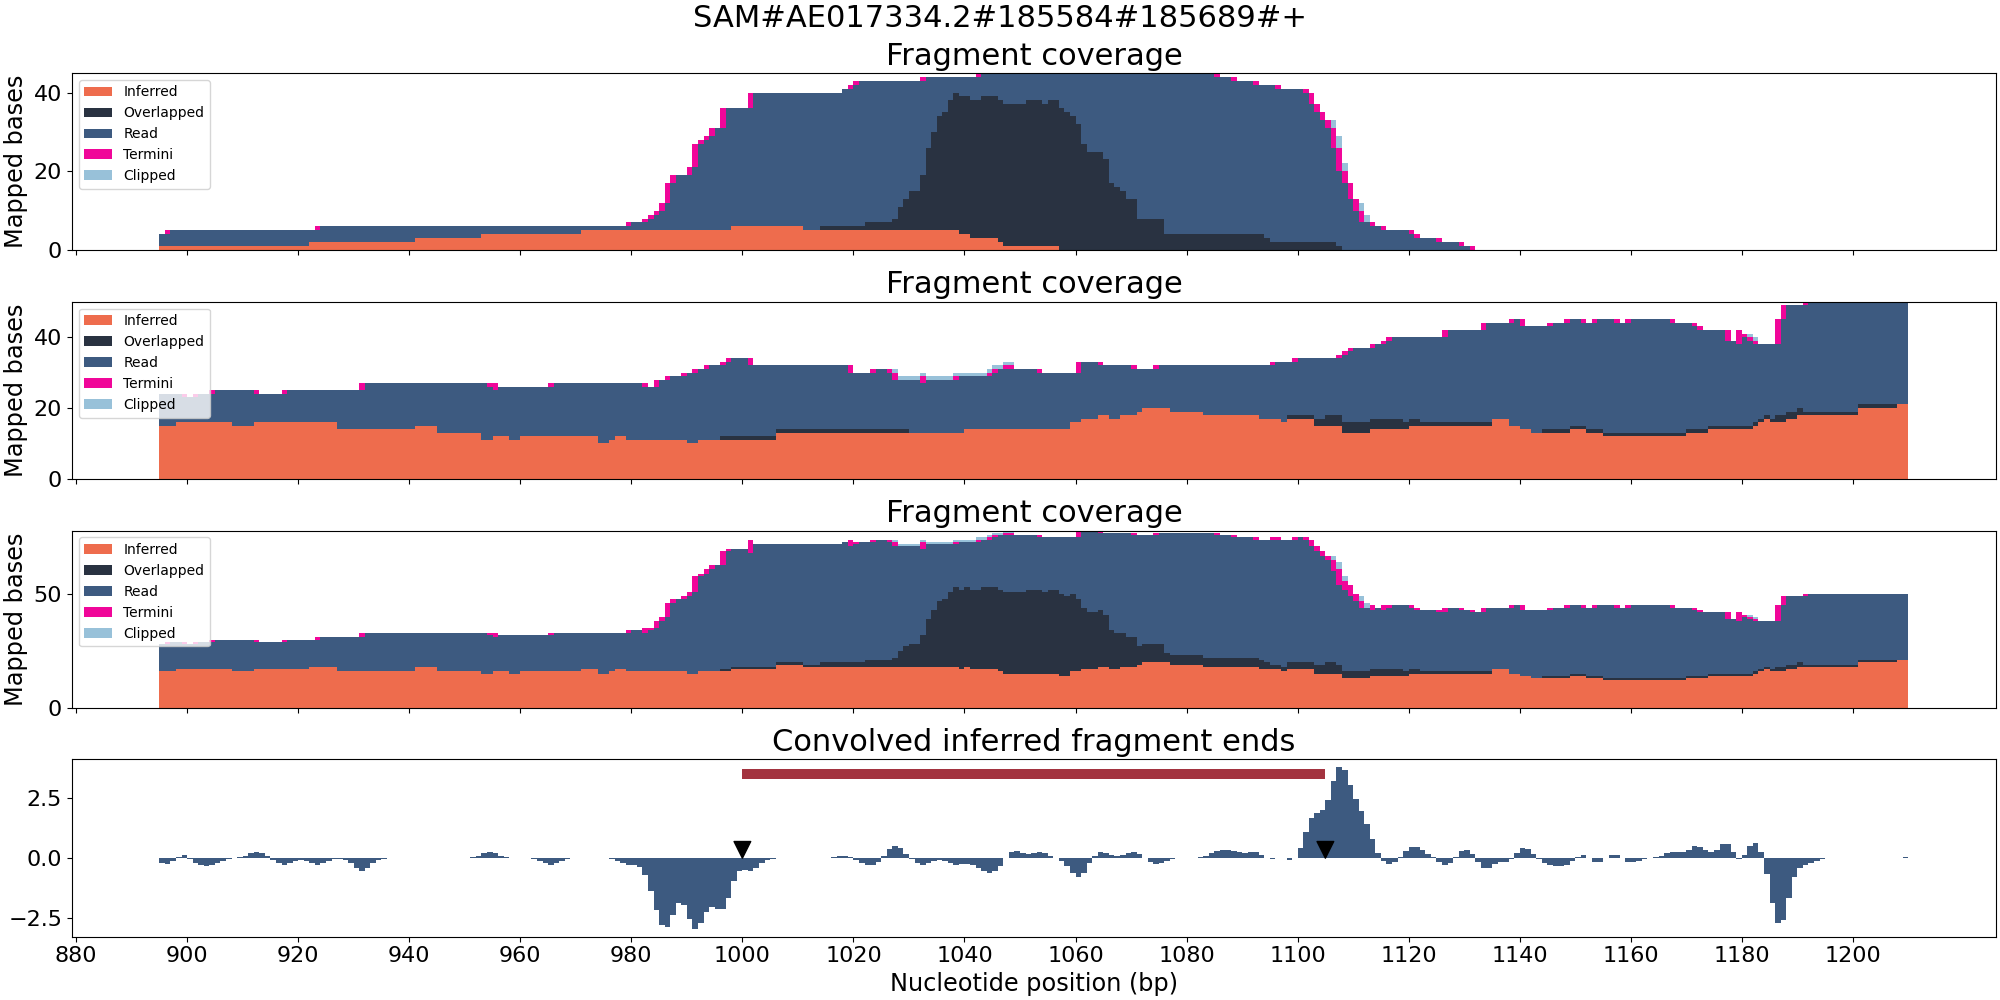 SAM#AE017334.2#185584#185689#+
Fragment coverage
Mapped bases
40
20
0
Inferred
Overlapped
Read
Termini
Clipped
Fragment coverage
Mapped bases
40
20
0
Inferred
Overlapped
Read
Termini
Clipped
Fragment coverage
Mapped bases
50
0
Inferred
Overlapped
Read
Termini
Clipped
Convolved inferred fragment ends
2.5
0.0
−2.5
880 900 920 940 960 980 1000 1020 1040 1060 1080 1100 1120 1140 1160 1180 1200
Nucleotide position (bp)